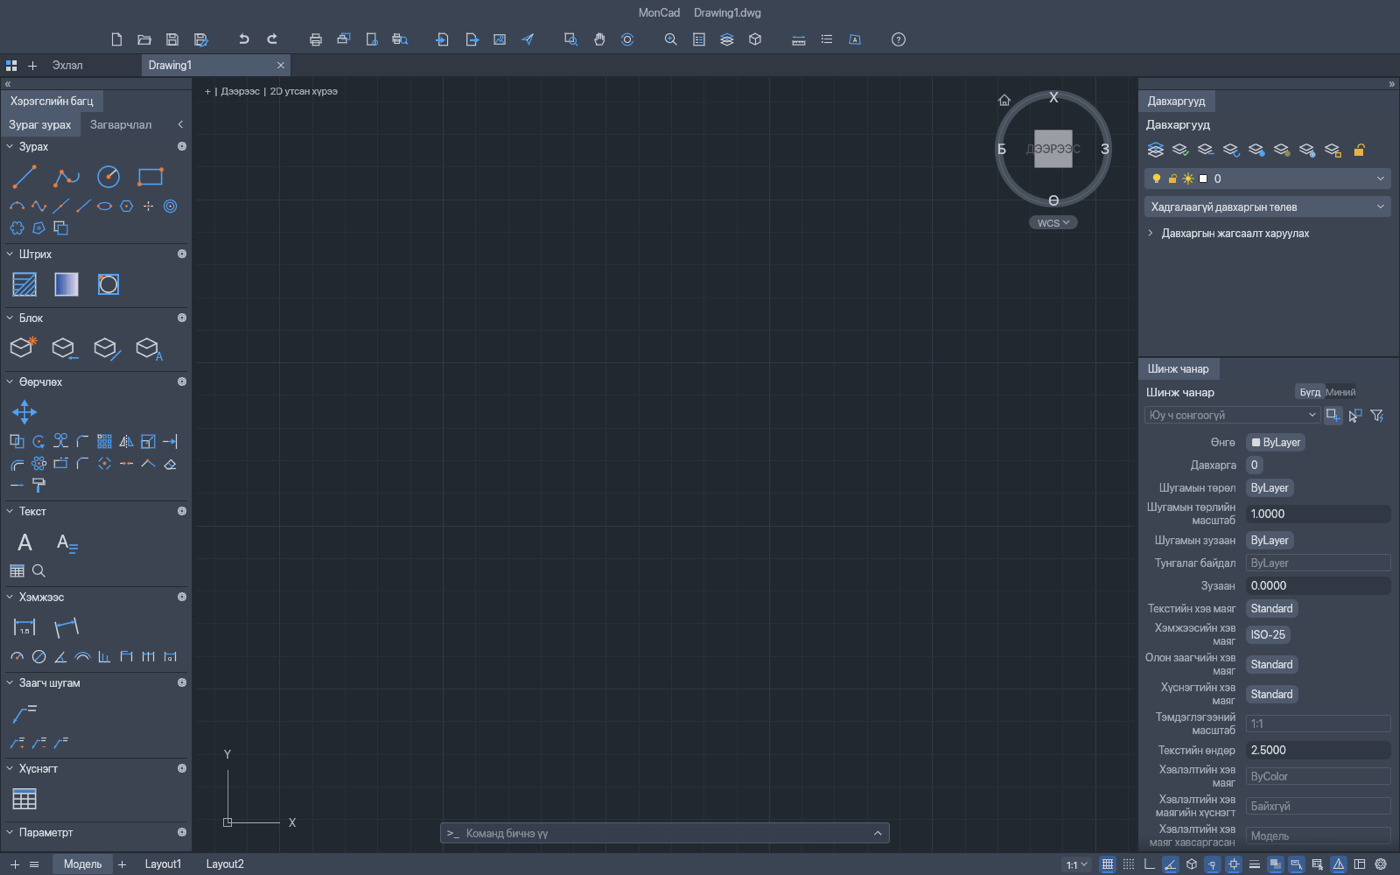 MonCad Drawing1.dwg
Эхлэл
Drawing1
Хэрэгслийн багц
Зураг зурах
Загварчлал
Зурах
Штрих
Блок
Өөрчлөх
Текст
Хэмжээс
1.5
Заагч шугам
Хүснэгт
Параметрт
+ | Дээрээс | 2D утсан хүрээ
Х
Б
ДЭЭРЭЭС
З
Ө
WCS
Y
X
>_ Команд бичнэ үү
Давхаргууд
Давхаргууд
0
Хадгалаагүй давхаргын төлөв
Давхаргын жагсаалт харуулах
Шинж чанар
Шинж чанар
Бүгд
Миний
Юу ч сонгоогүй
Өнгө ByLayer
Давхарга 0
Шугамын төрөл ByLayer
Шугамын төрлийн
масштаб 1.0000
Шугамын зузаан ByLayer
Тунгалаг байдал ByLayer
Зузаан 0.0000
Текстийн хэв маяг Standard
Хэмжээсийн хэв
маяг ISO-25
Олон заагчийн хэв
маяг Standard
Хүснэгтийн хэв
маяг Standard
Тэмдэглэгээний
масштаб 1:1
Текстийн өндөр 2.5000
Хэвлэлтийн хэв
маяг ByColor
Хэвлэлтийн хэв
маягийн хүснэгт Байхгүй
Хэвлэлтийн хэв
маяг хавсаргасан Модель
Модель
Layout1
Layout2
1:1